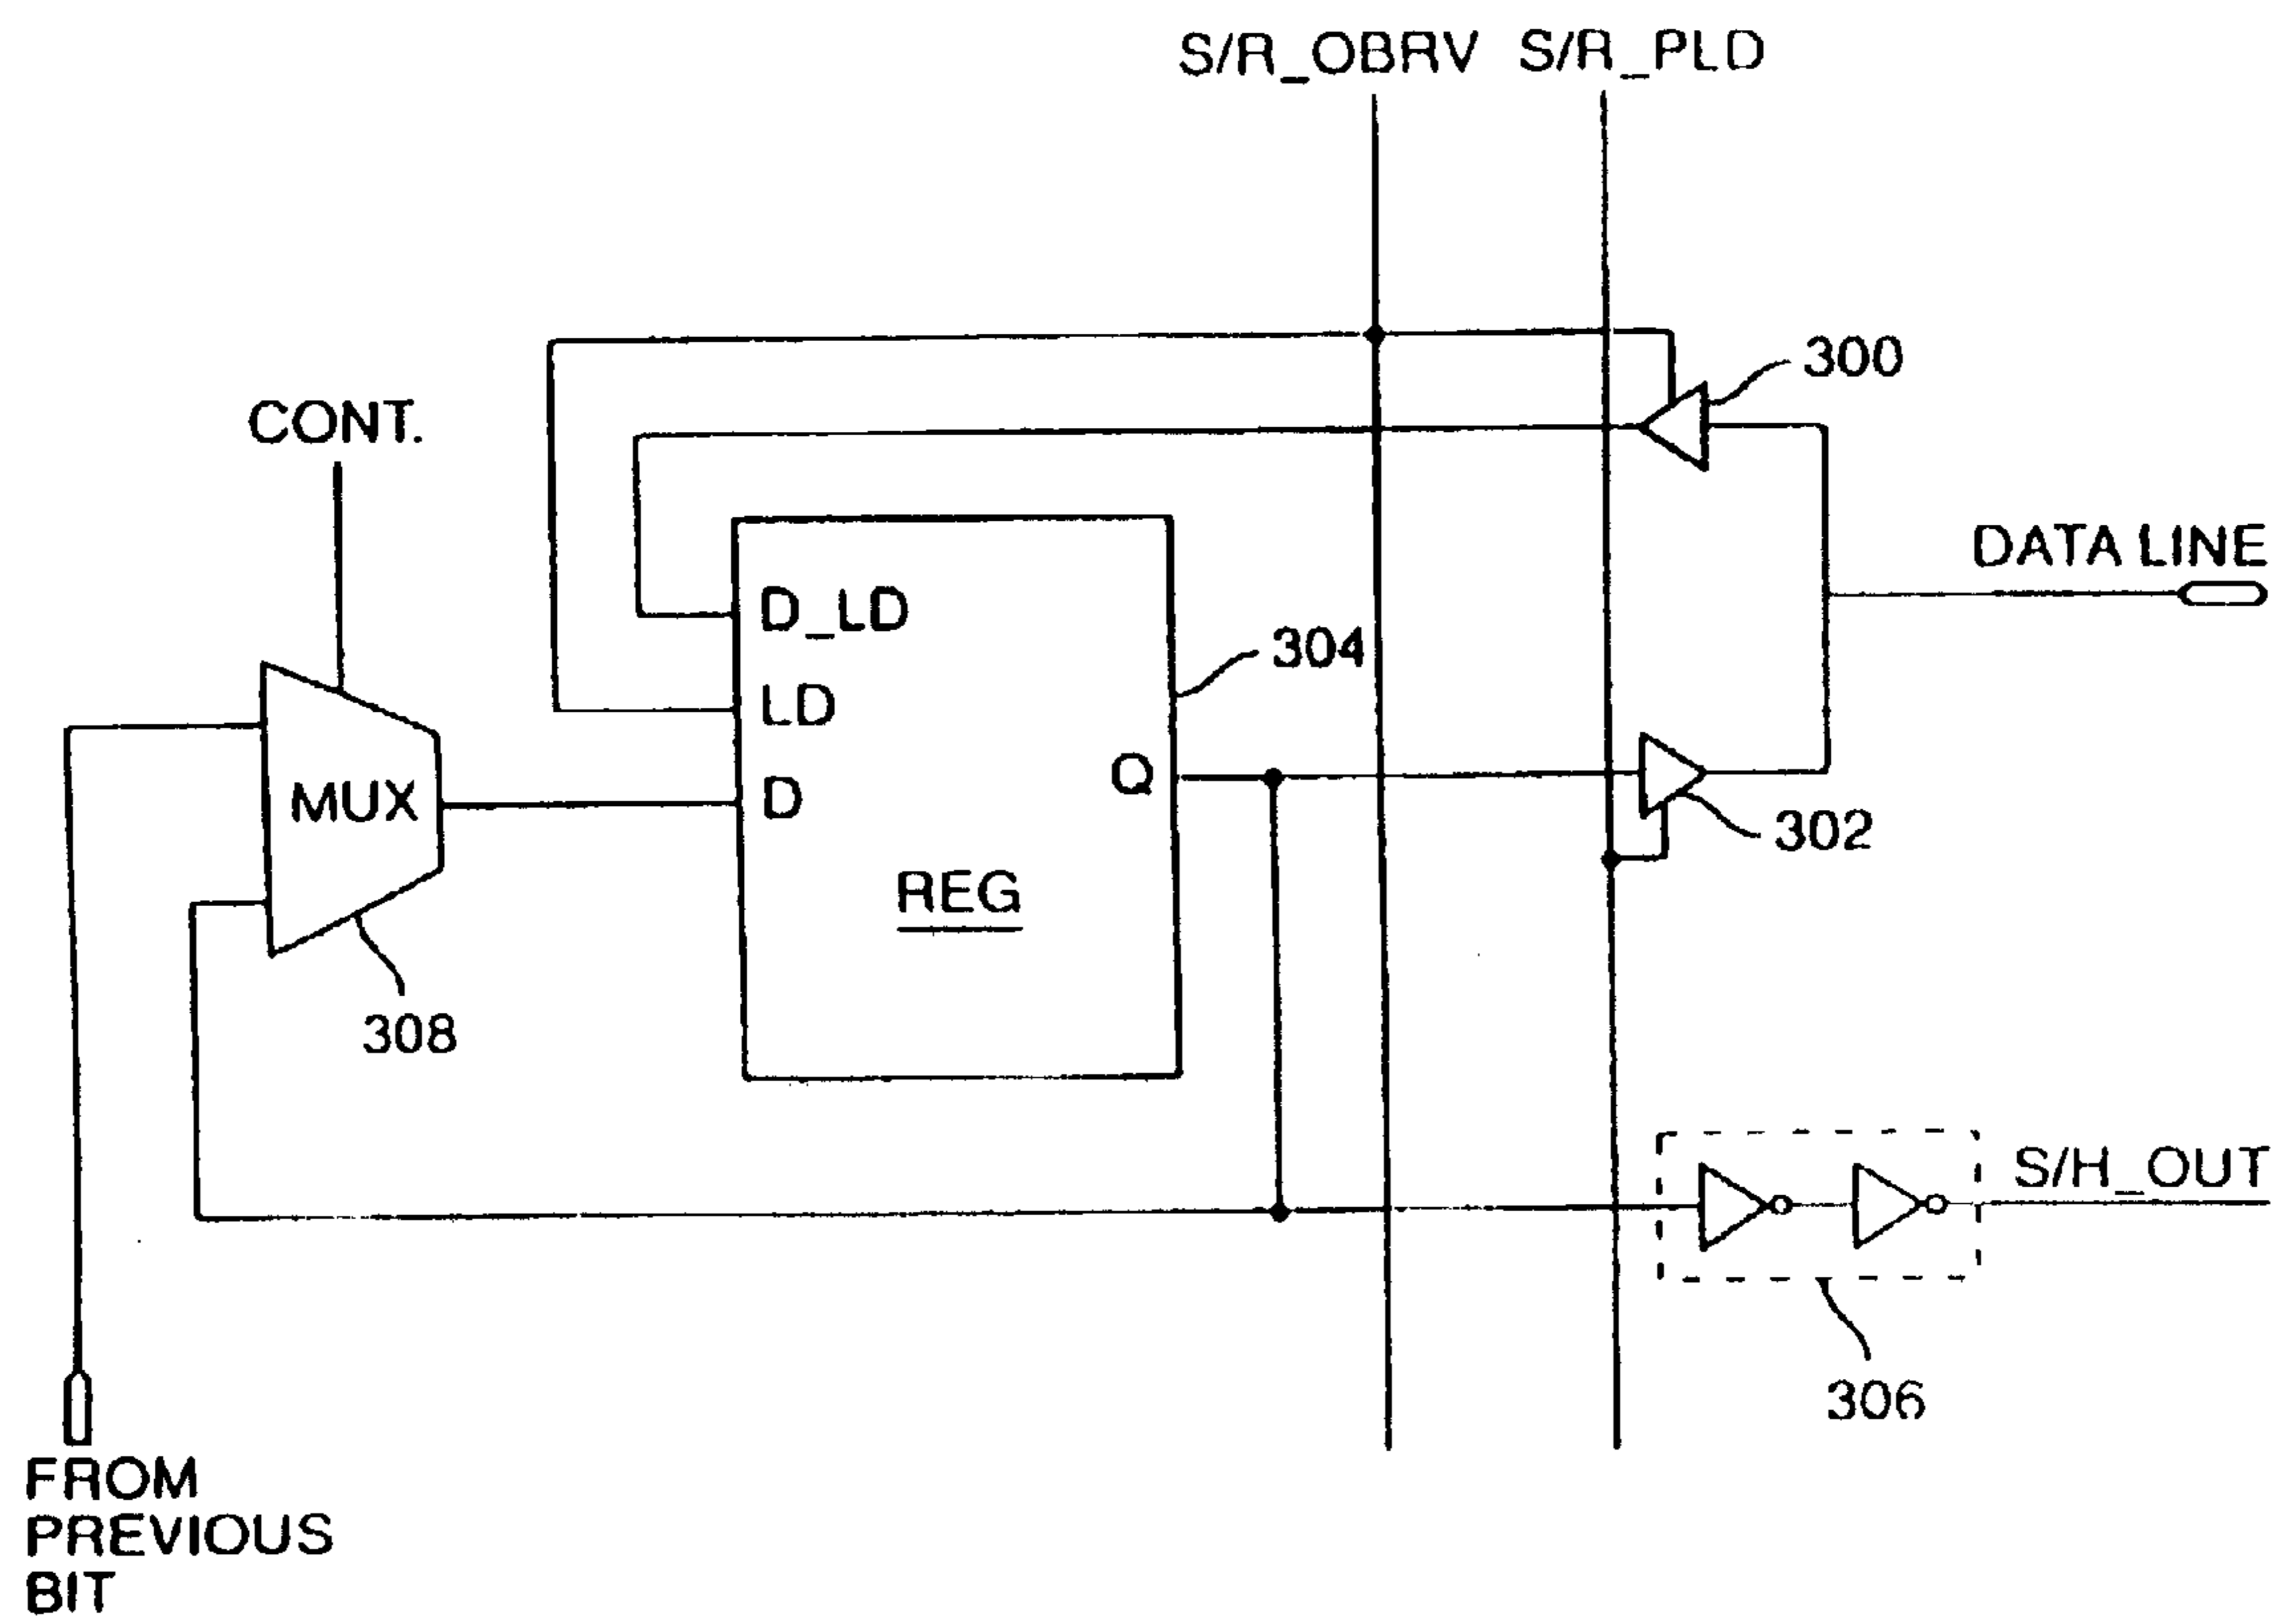 S/R_OBRV S/R_PLD
300
CONT.
DATA LINE
D_LD
304
LD
MUX
D
Q
302
REG
308
S/H_OUT
306
FROM
PREVIOUS
BIT